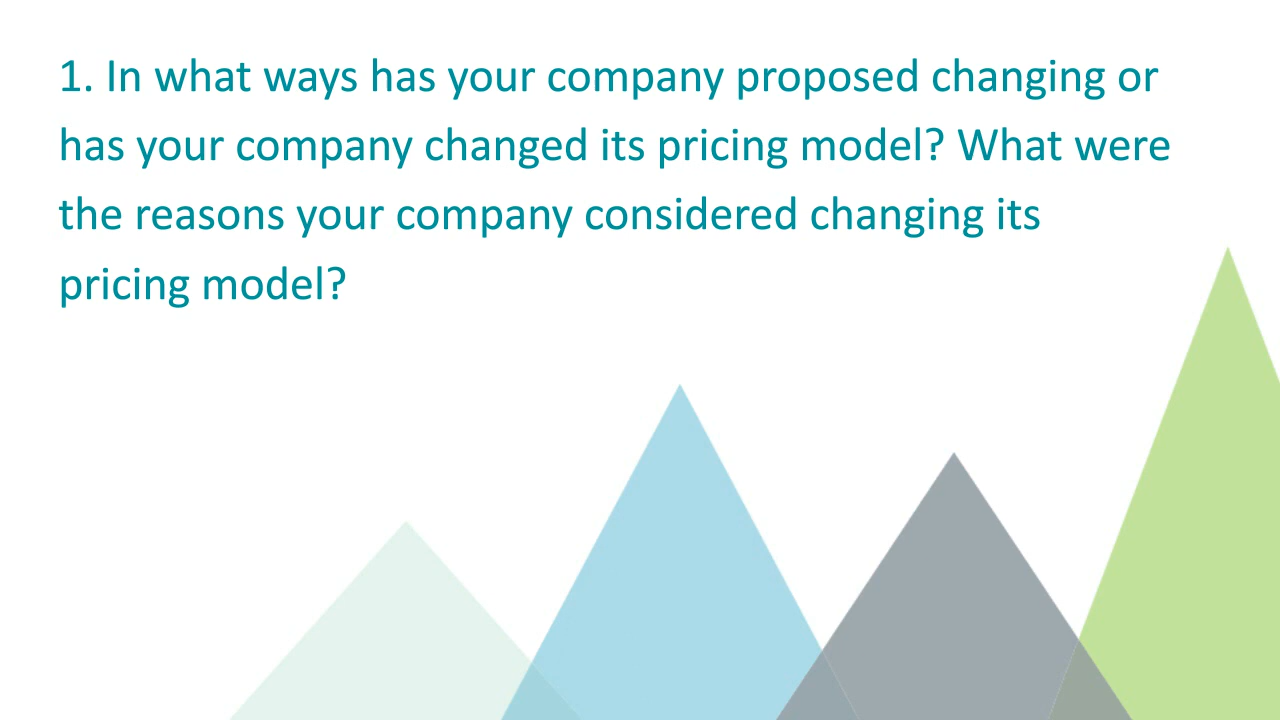 1. In what ways has your company proposed changing or
has your company changed its pricing model? What were
the reasons your company considered changing its
pricing model?